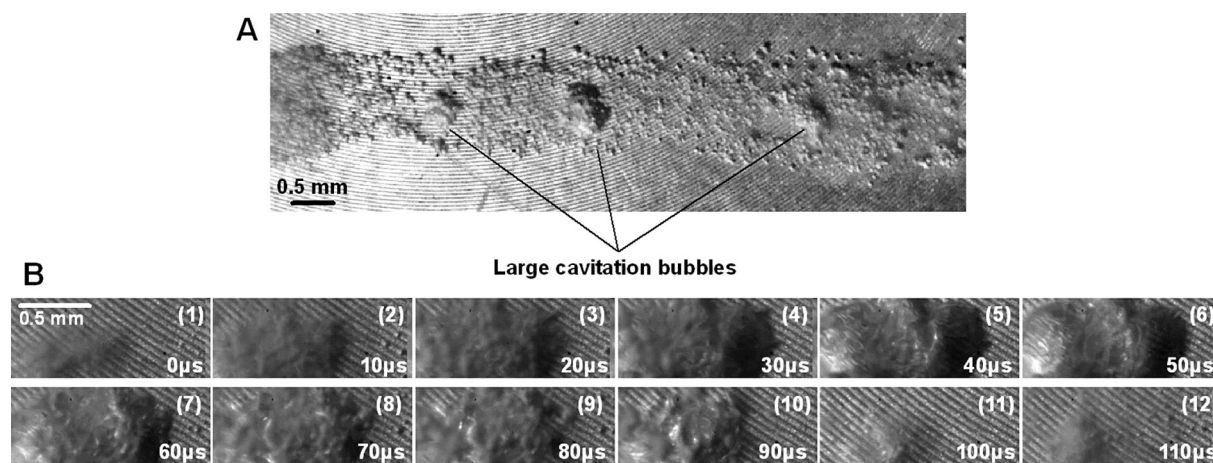 A
0.5 mm
Large cavitation bubbles
B
0.5 mm
(1) (2) (3) (4) (5) (6)
0µs 10µs 20µs 30µs 40µs 50µs
(7) (8) (9) (10) (11) (12)
60µs 70µs 80µs 90µs 100µs 110µs